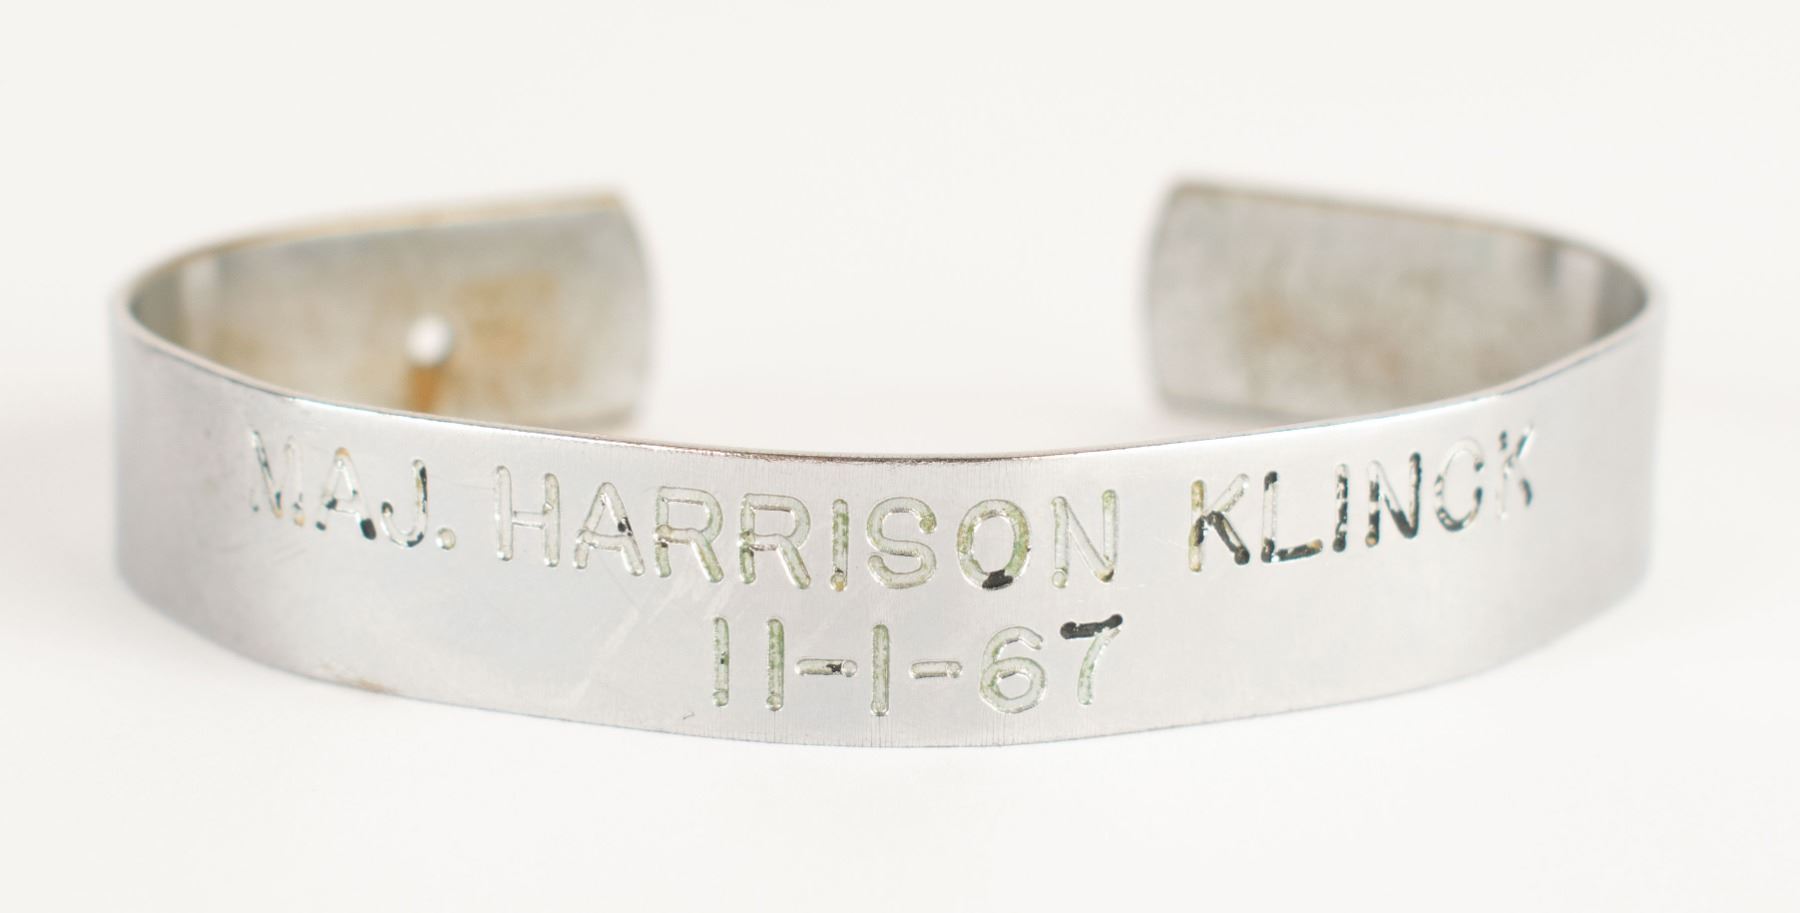 MAJ. HARRISON KLINCK
11-1-67